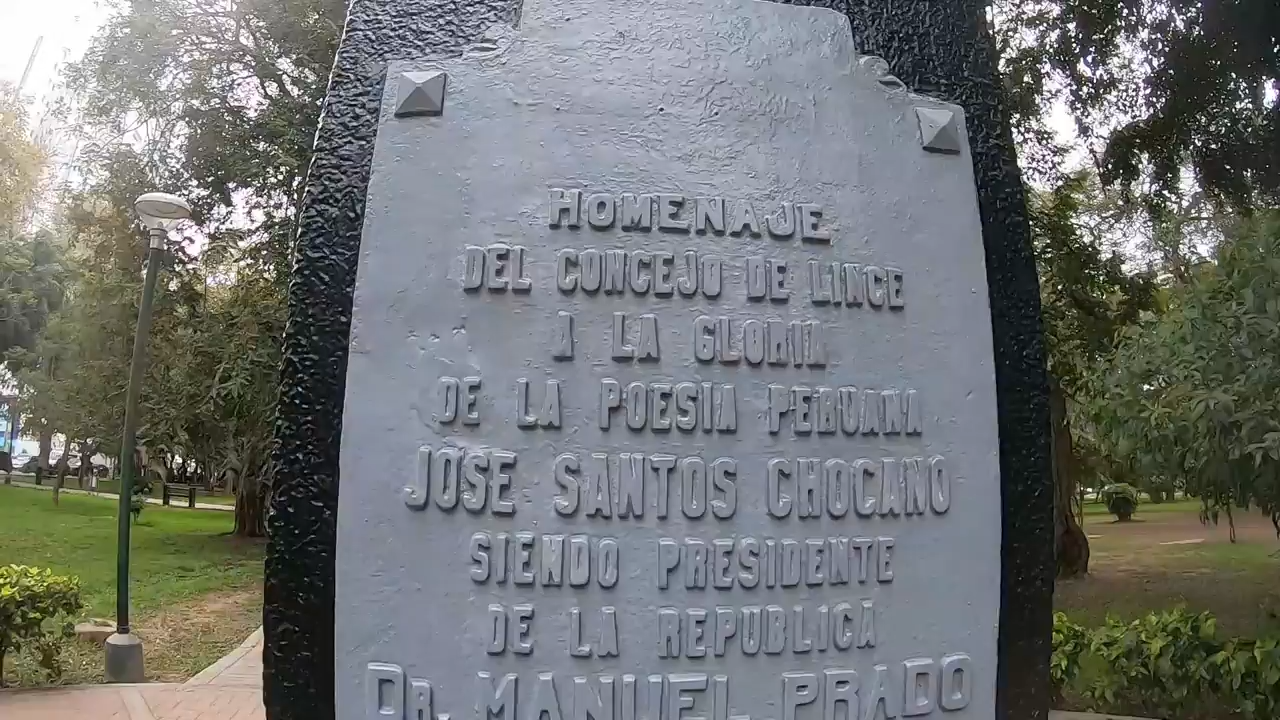 HOMENAJE
DEL CONCEJO DE LINCE
A LA GLORIA
DE LA POESIA PERUANA
JOSE SANTOS CHOCANO
SIENDO PRESIDENTE
DE LA REPUBLICA
DR. MANUEL PRADO